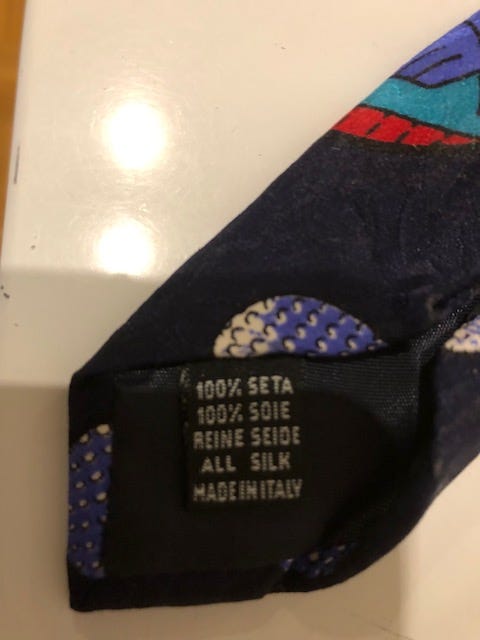 100% SETA
100% SOIE
REINE SEIDE
ALL SILK
MADE IN ITALY